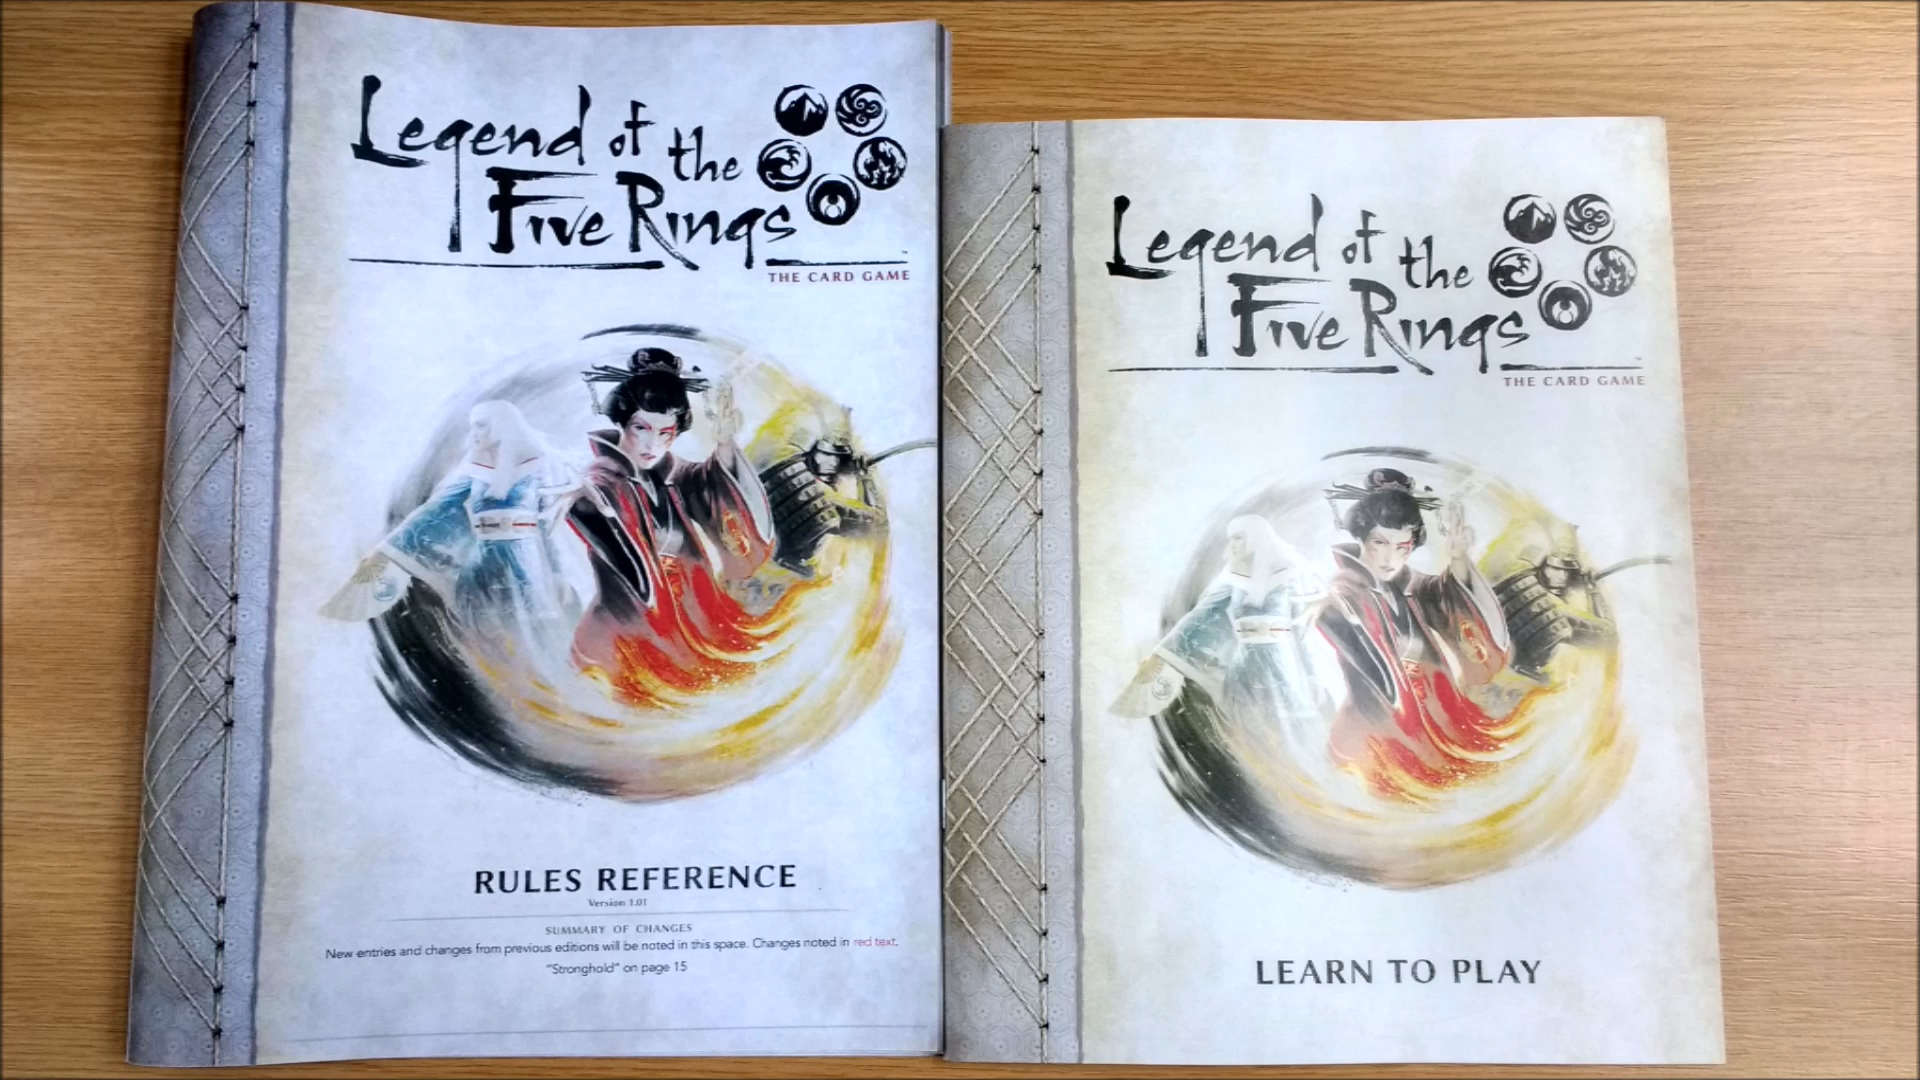 Legend of the
Five Rings
THE CARD GAME
RULES REFERENCE
Version 1.01
SUMMARY OF CHANGES
New entries and changes from previous editions will be noted in this space. Changes noted in red text.
"Stronghold" on page 15
Legend of the
Five Rings
™
THE CARD GAME
LEARN TO PLAY